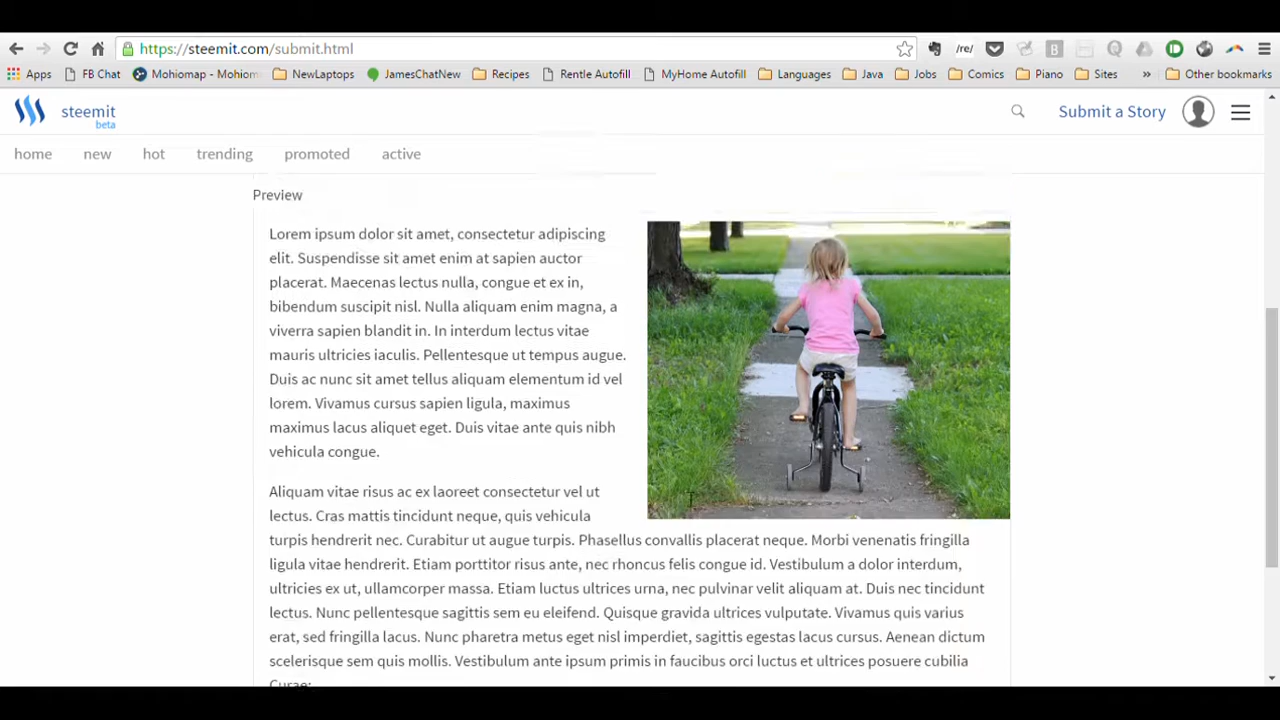 https://steemit.com/submit.html
/re/
Apps FB Chat Mohiomap - Mohiom NewLaptops JamesChatNew Recipes Rentle Autofill MyHome Autofill Languages Java Jobs Comics Piano Sites » Other bookmarks
steemit
beta
Submit a Story
home new hot trending promoted active
Preview
Lorem ipsum dolor sit amet, consectetur adipiscing
elit. Suspendisse sit amet enim at sapien auctor
placerat. Maecenas lectus nulla, congue et ex in,
bibendum suscipit nisl. Nulla aliquam enim magna, a
viverra sapien blandit in. In interdum lectus vitae
mauris ultricies iaculis. Pellentesque ut tempus augue.
Duis ac nunc sit amet tellus aliquam elementum id vel
lorem. Vivamus cursus sapien ligula, maximus
maximus lacus aliquet eget. Duis vitae ante quis nibh
vehicula congue.
Aliquam vitae risus ac ex laoreet consectetur vel ut
lectus. Cras mattis tincidunt neque, quis vehicula
turpis hendrerit nec. Curabitur ut augue turpis. Phasellus convallis placerat neque. Morbi venenatis fringilla
ligula vitae hendrerit. Etiam porttitor risus ante, nec rhoncus felis congue id. Vestibulum a dolor interdum,
ultricies ex ut, ullamcorper massa. Etiam luctus ultrices urna, nec pulvinar velit aliquam at. Duis nec tincidunt
lectus. Nunc pellentesque sagittis sem eu eleifend. Quisque gravida ultrices vulputate. Vivamus quis varius
erat, sed fringilla lacus. Nunc pharetra metus eget nisl imperdiet, sagittis egestas lacus cursus. Aenean dictum
scelerisque sem quis mollis. Vestibulum ante ipsum primis in faucibus orci luctus et ultrices posuere cubilia
Curae;